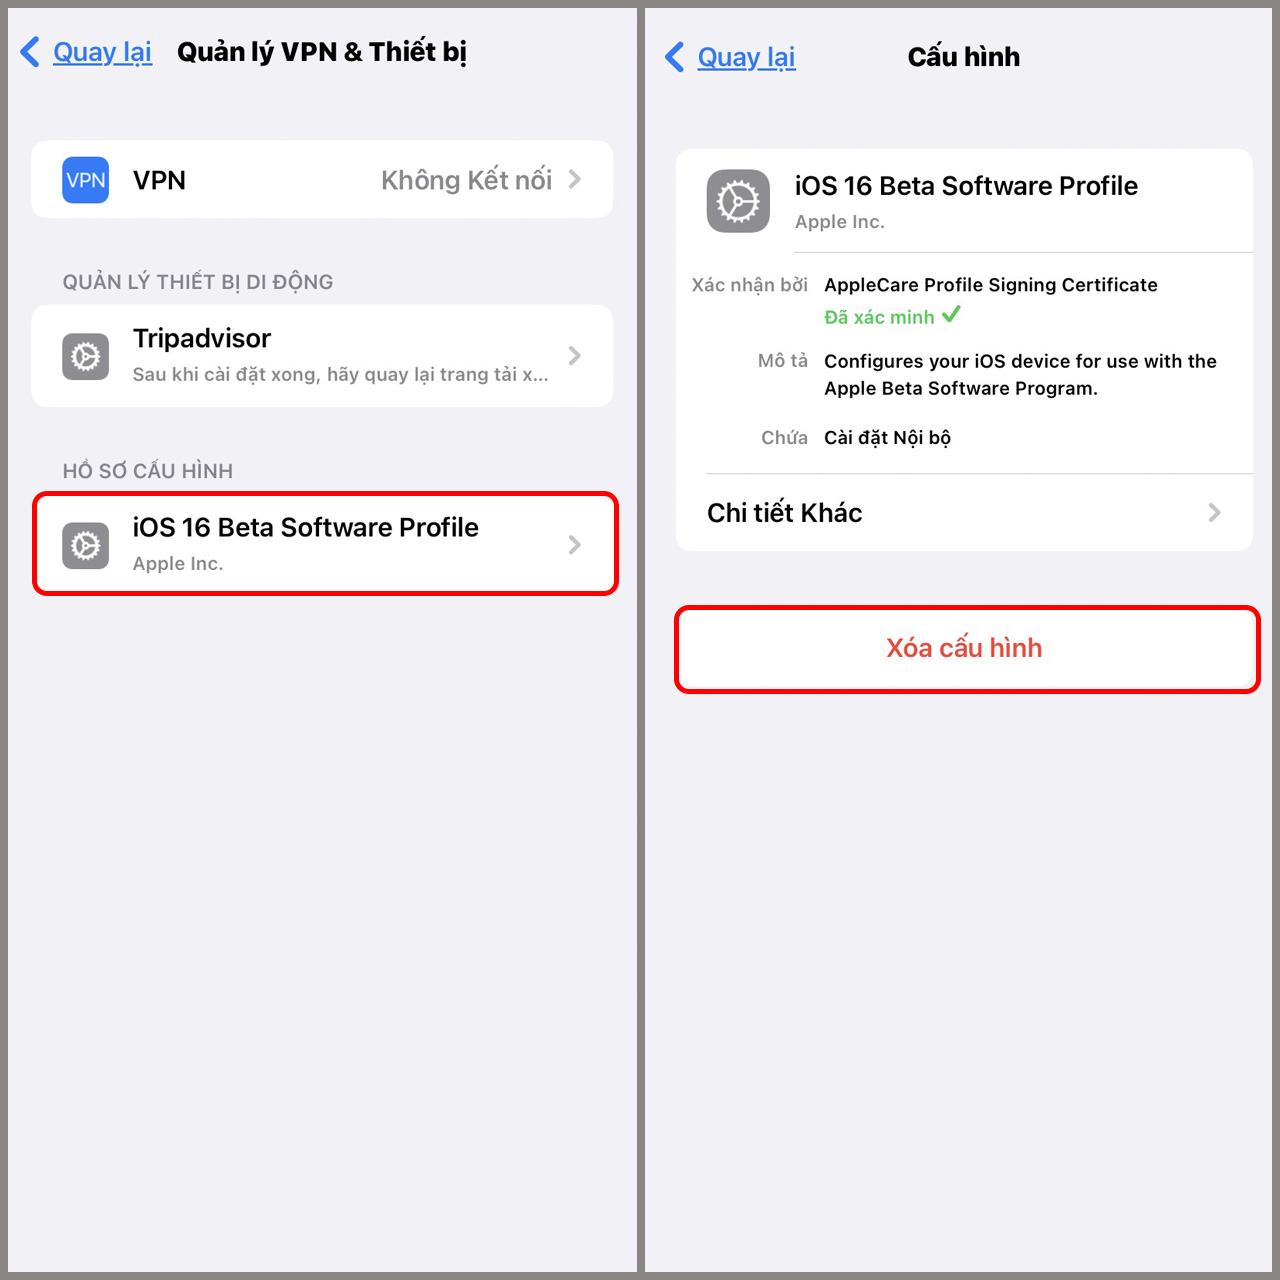 Quay lại
Quản lý VPN & Thiết bị
VPN
VPN
Không Kết nối
QUẢN LÝ THIẾT BỊ DI ĐỘNG
Tripadvisor
Sau khi cài đặt xong, hãy quay lại trang tải x...
HỒ SƠ CẤU HÌNH
iOS 16 Beta Software Profile
Apple Inc.
Quay lại
Cấu hình
iOS 16 Beta Software Profile
Apple Inc.
Xác nhận bởi AppleCare Profile Signing Certificate
Đã xác minh
Mô tả Configures your iOS device for use with the
Apple Beta Software Program.
Chứa Cài đặt Nội bộ
Chi tiết Khác
Xóa cấu hình